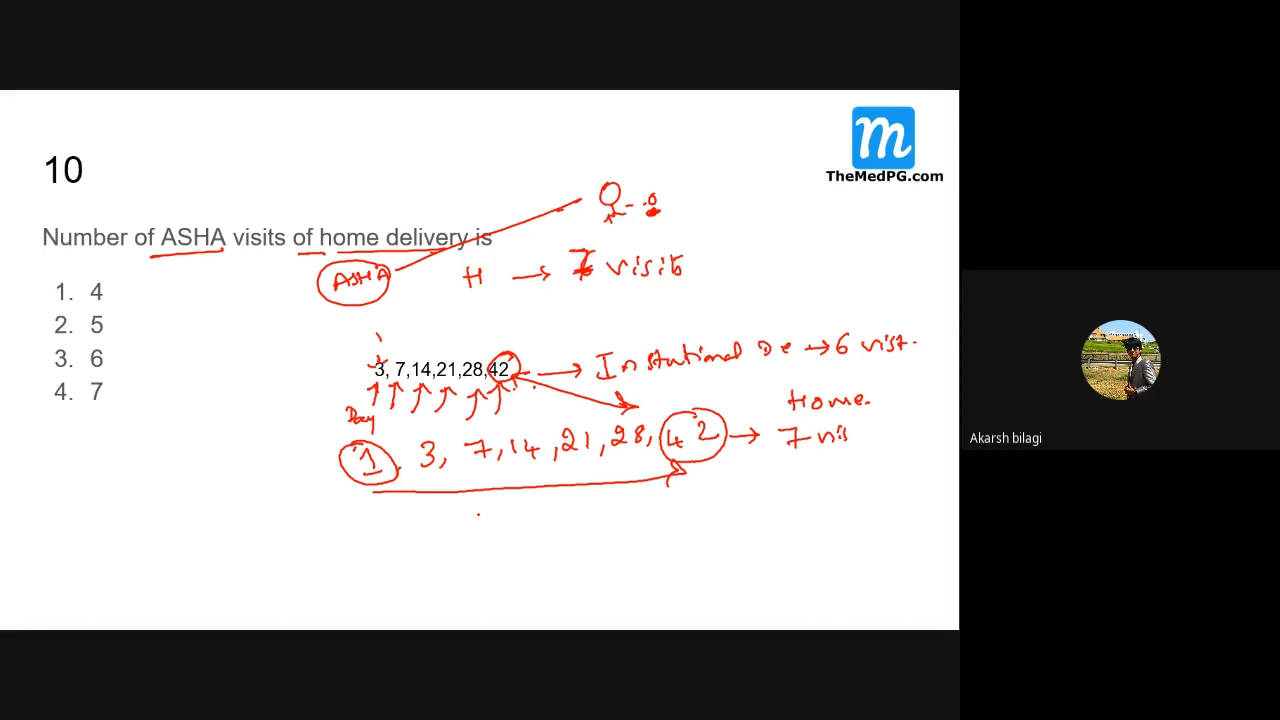 10
TheMedPG.com
Number of ASHA visits of home delivery is
ASHA
H → 7 visits
1. 4
2. 5
3. 6
4. 7
3, 7,14,21,28,42 → Instutional De → 6 visit.
Day
Home.
1, 3, 7, 14, 21, 28, 42 → 7 vis
Akarsh bilagi